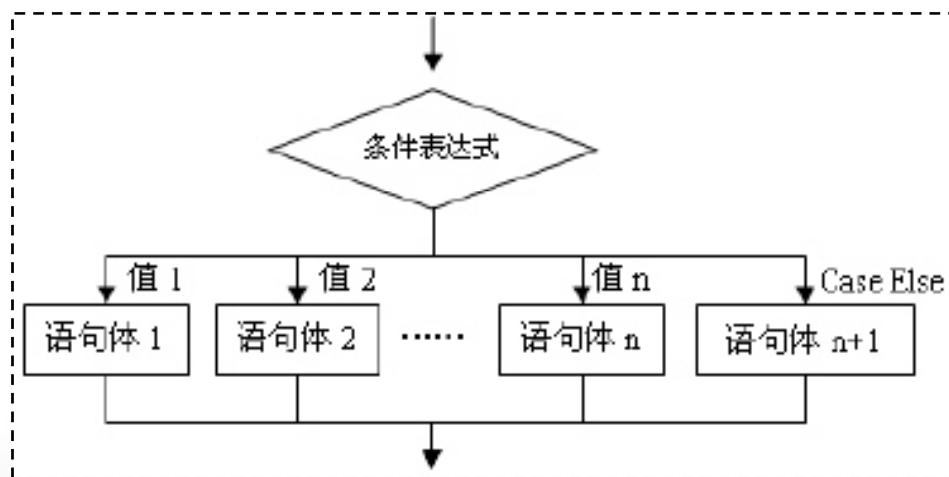 条件表达式
值 1
值 2
值 n
Case Else
语句体 1
语句体 2
……
语句体 n
语句体 n+1